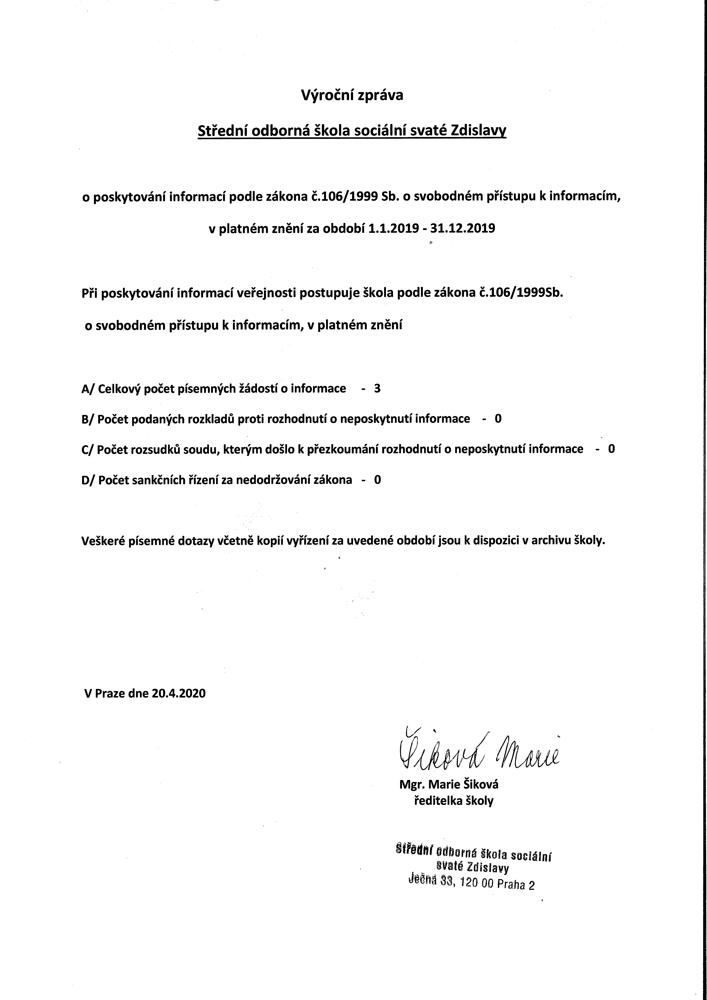 Výroční zpráva
Střední odborná škola sociální svaté Zdislavy
o poskytování informací podle zákona č.106/1999 Sb. o svobodném přístupu k informacím,
v platném znění za období 1.1.2019 - 31.12.2019
Při poskytování informací veřejnosti postupuje škola podle zákona č.106/1999Sb.
o svobodném přístupu k informacím, v platném znění
A/ Celkový počet písemných žádostí o informace - 3
B/ Počet podaných rozkladů proti rozhodnutí o neposkytnutí informace - 0
C/ Počet rozsudků soudu, kterým došlo k přezkoumání rozhodnutí o neposkytnutí informace - 0
D/ Počet sankčních řízení za nedodržování zákona - 0
Veškeré písemné dotazy včetně kopií vyřízení za uvedené období jsou k dispozici v archivu školy.
V Praze dne 20.4.2020
Šiková Marie
Mgr. Marie Šiková
ředitelka školy
Střední odborná škola sociální
svaté Zdislavy
Ječná 33, 120 00 Praha 2